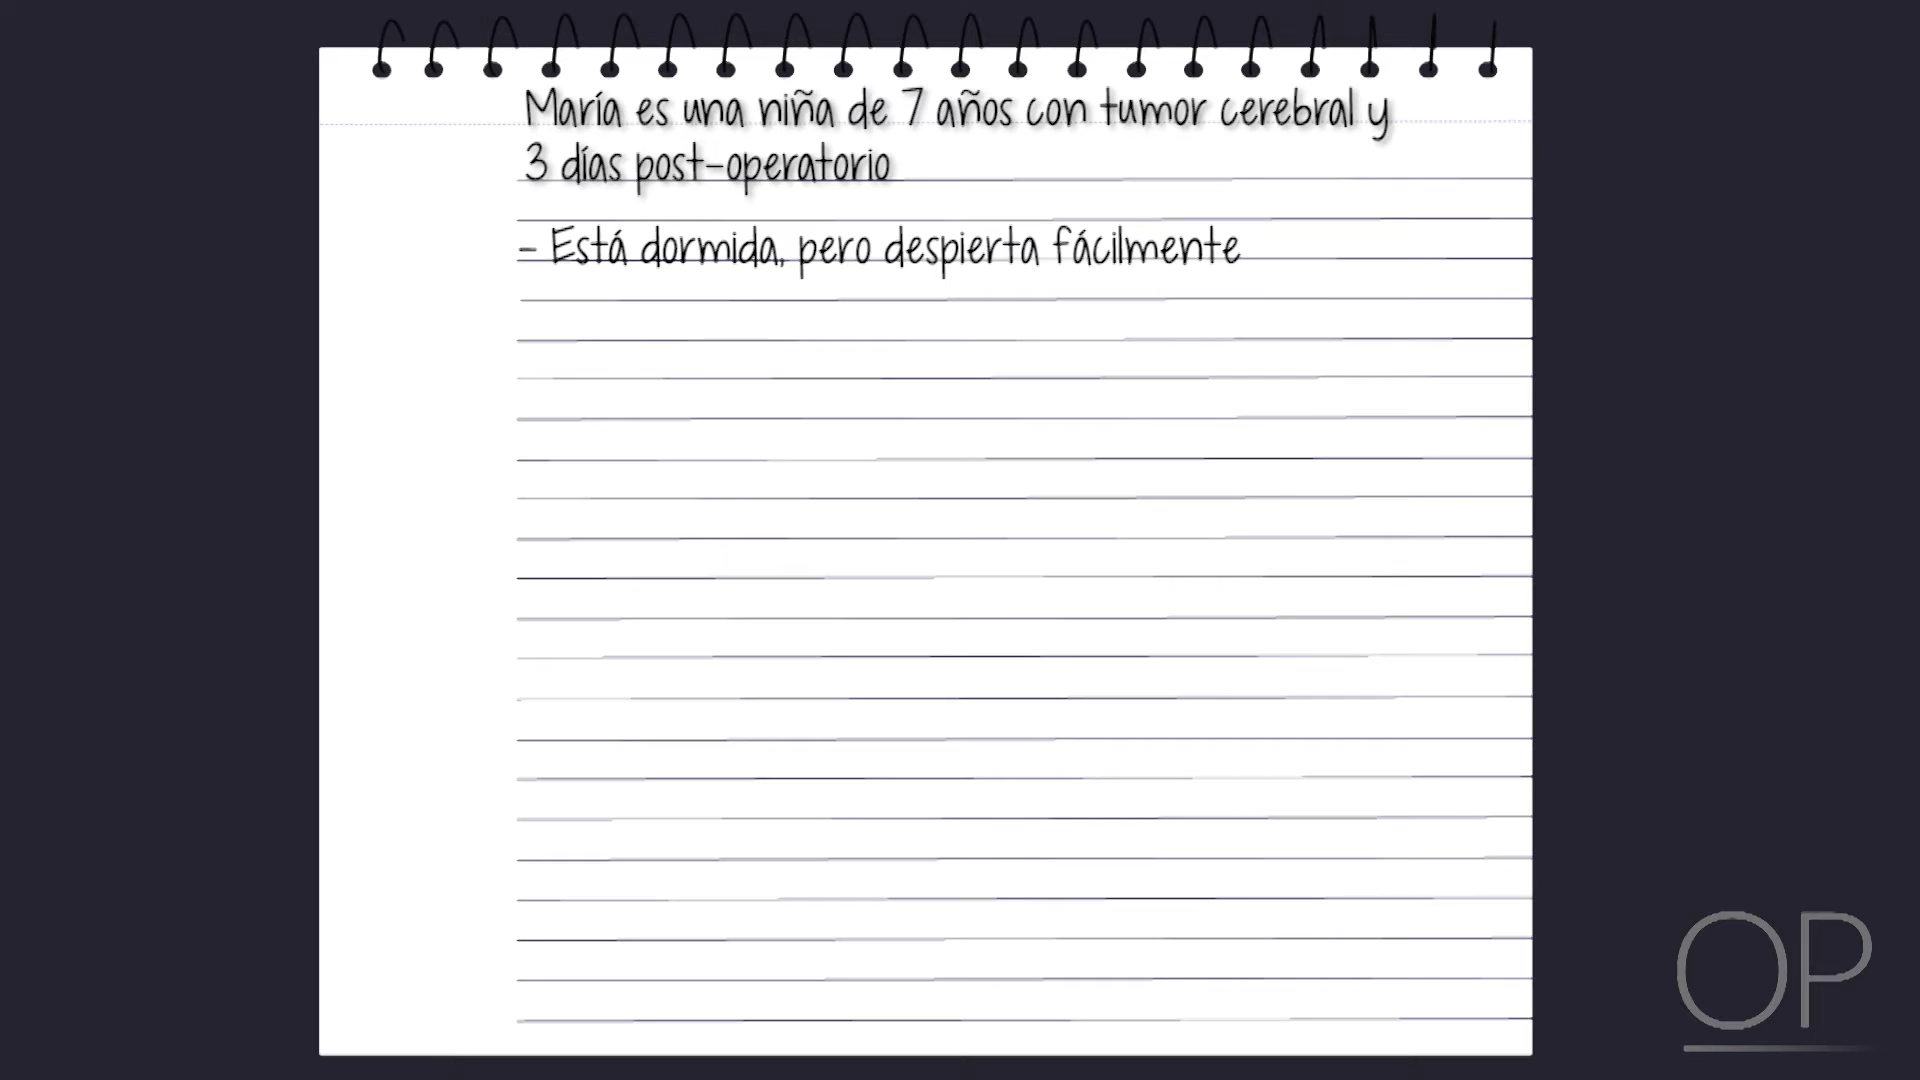 María es una niña de 7 años con tumor cerebral y
3 días post-operatorio
- Está dormida, pero despierta fácilmente
OP